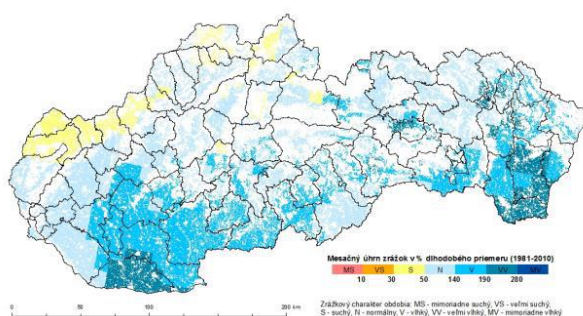 Mesačný úhrn zrážok v % dlhodobého priemeru (1981-2010)
MS VS S N V VV MV
10 30 50 140 190 280
0 50 100 200 km
Zrážkový charakter obdobia: MS - mimoriadne suchý, VS - veľmi suchý,
S - suchý, N - normálny, V - vlhký, VV - veľmi vlhký, MV - mimoriadne vlhký